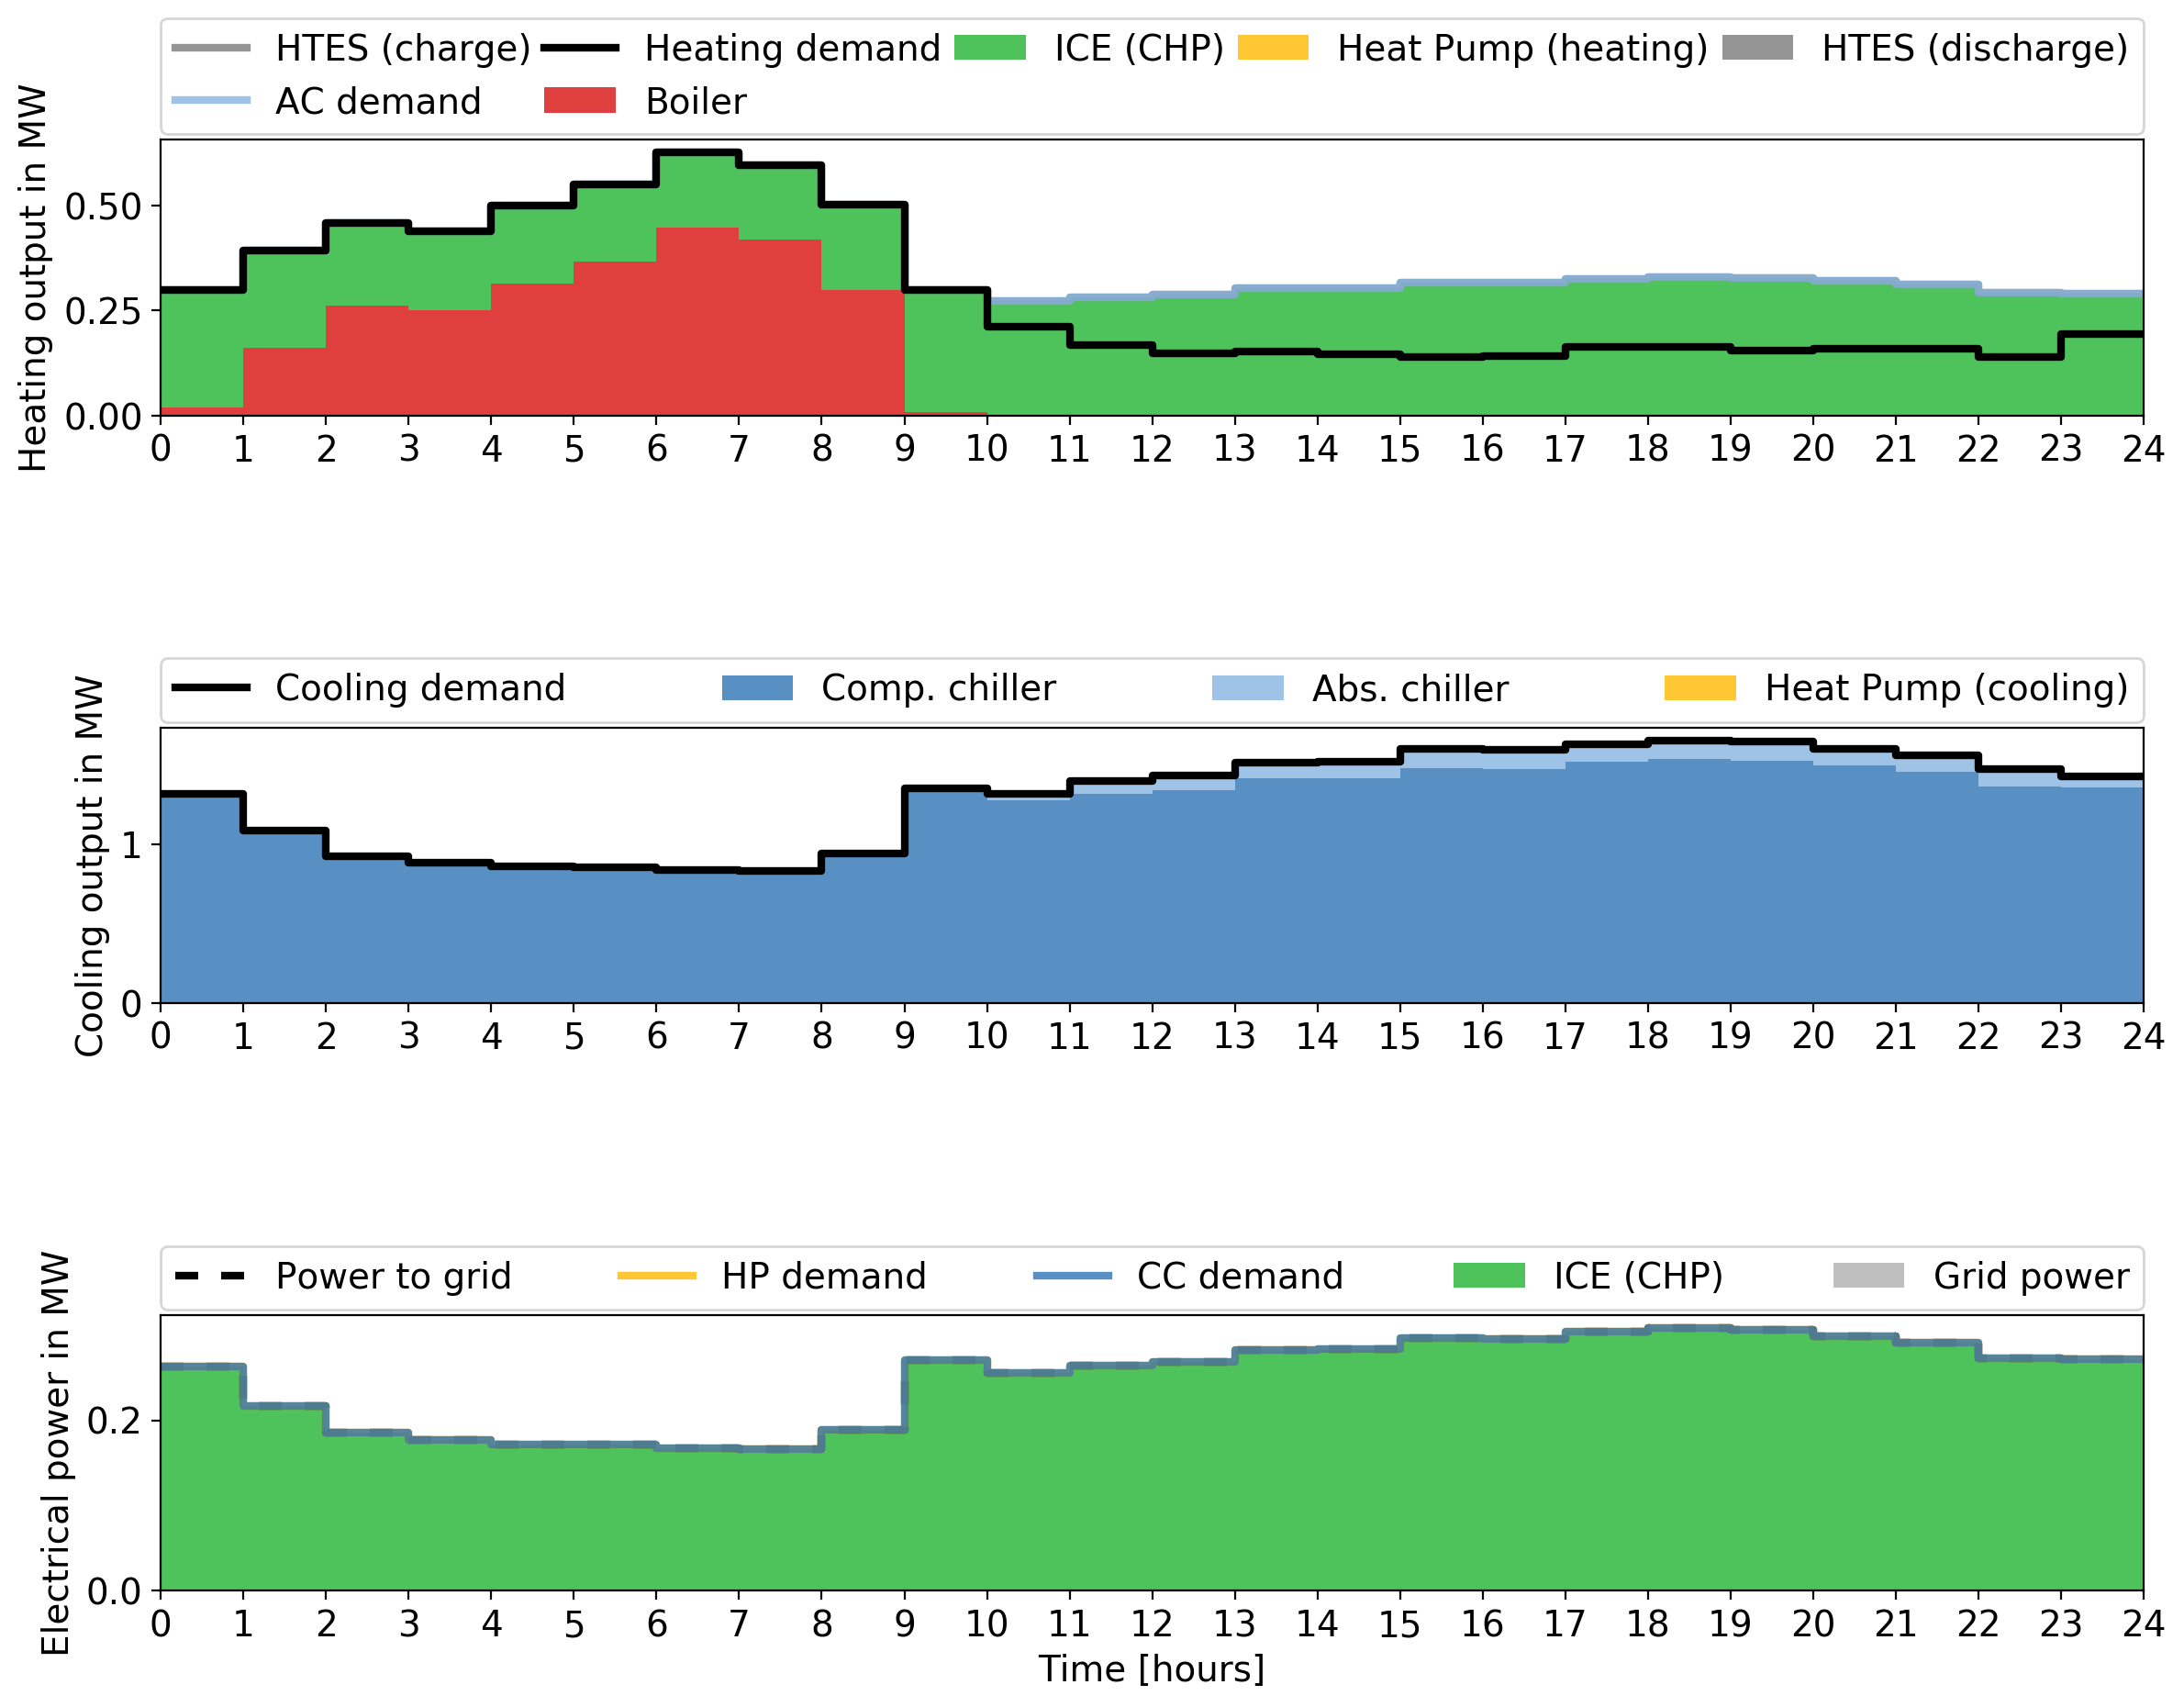 HTES (charge) Heating demand ICE (CHP) Heat Pump (heating) HTES (discharge)
AC demand Boiler
Heating output in MW
0.50
0.25
0.00
0 1 2 3 4 5 6 7 8 9 10 11 12 13 14 15 16 17 18 19 20 21 22 23 24
Cooling demand Comp. chiller Abs. chiller Heat Pump (cooling)
Cooling output in MW
1
0
0 1 2 3 4 5 6 7 8 9 10 11 12 13 14 15 16 17 18 19 20 21 22 23 24
Power to grid HP demand CC demand ICE (CHP) Grid power
Electrical power in MW
0.2
0.0
0 1 2 3 4 5 6 7 8 9 10 11 12 13 14 15 16 17 18 19 20 21 22 23 24
Time [hours]